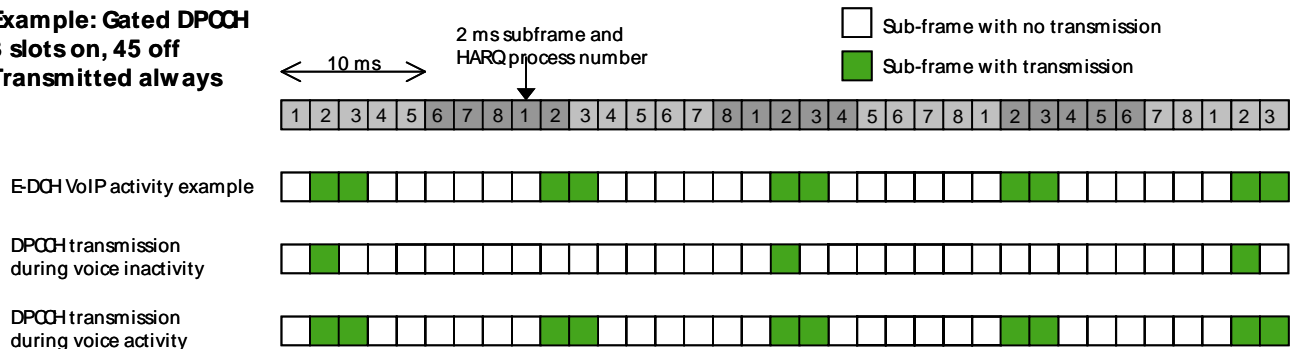 Example: Gated DPCCH
3 slots on, 45 off
Transmitted always
10 ms
2 ms subframe and
HARQ process number
Sub-frame with no transmission
Sub-frame with transmission
1 2 3 4 5 6 7 8 1 2 3 4 5 6 7 8 1 2 3 4 5 6 7 8 1 2 3 4 5 6 7 8 1 2 3
E-DCH VoIP activity example
DPCCH transmission
during voice inactivity
DPCCH transmission
during voice activity